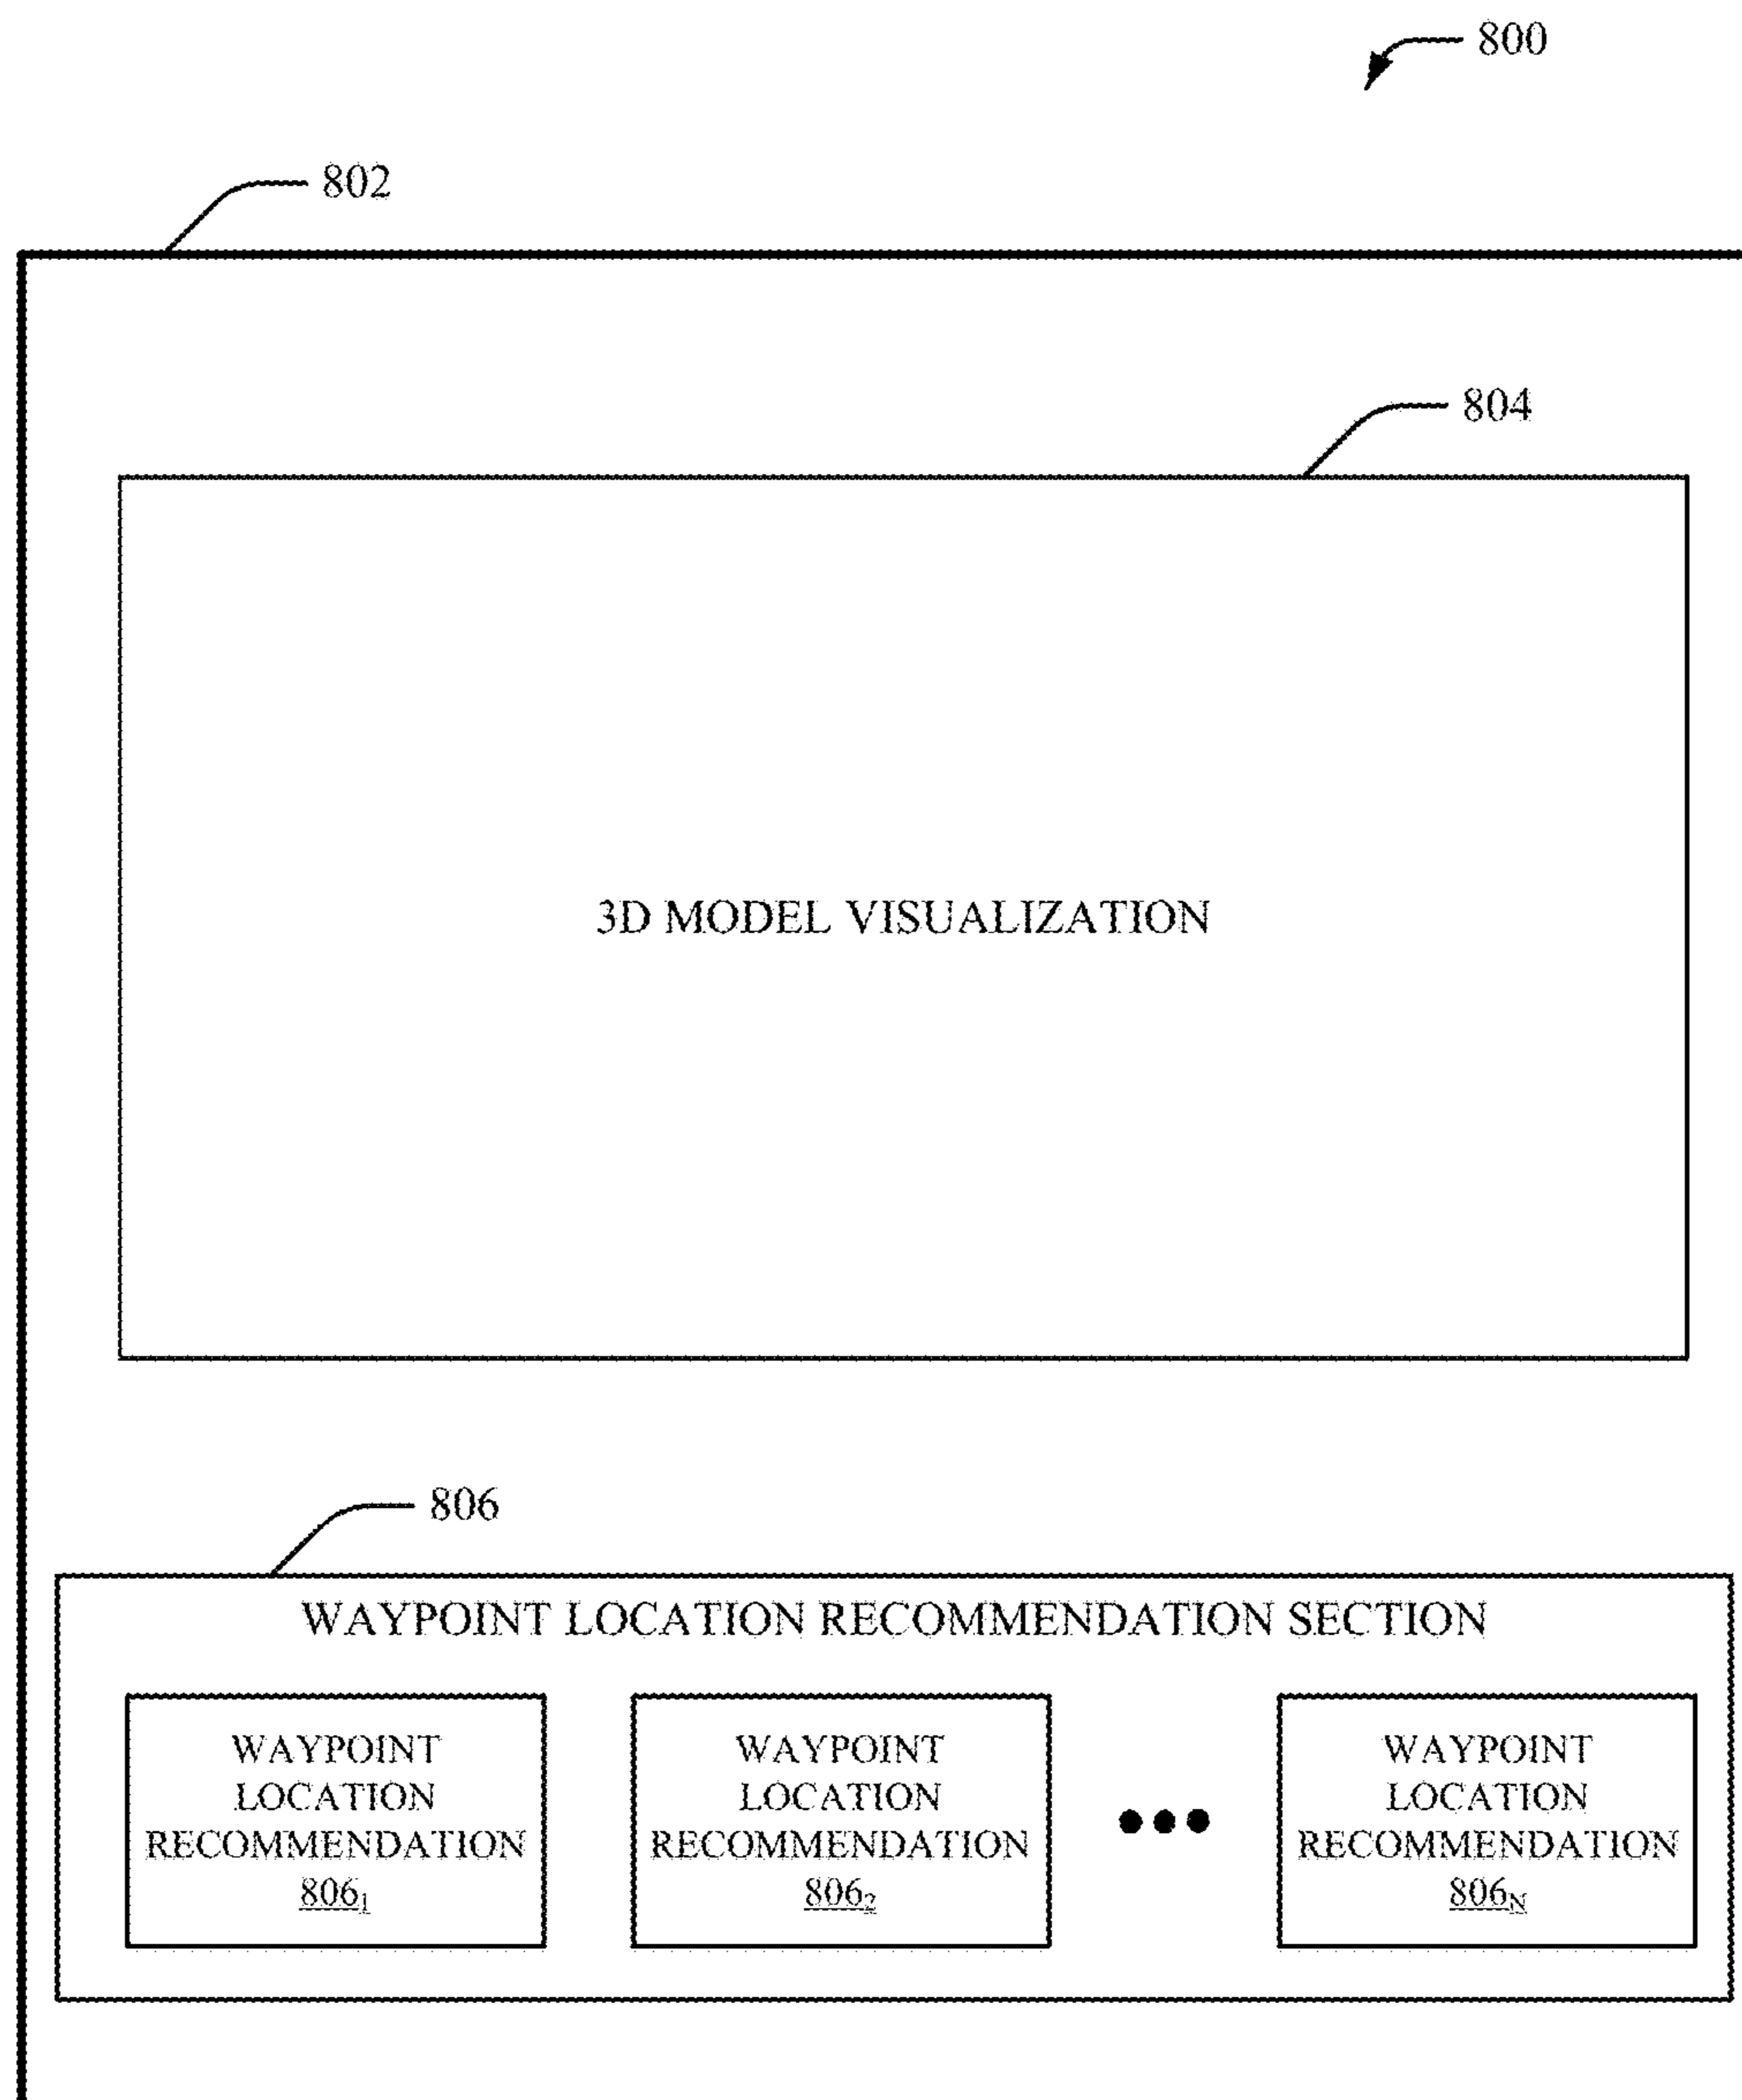 800
802
804
3D MODEL VISUALIZATION
806
WAYPOINT LOCATION RECOMMENDATION SECTION
WAYPOINT
LOCATION
RECOMMENDATION
806₁
WAYPOINT
LOCATION
RECOMMENDATION
806₂
●●●
WAYPOINT
LOCATION
RECOMMENDATION
806_N